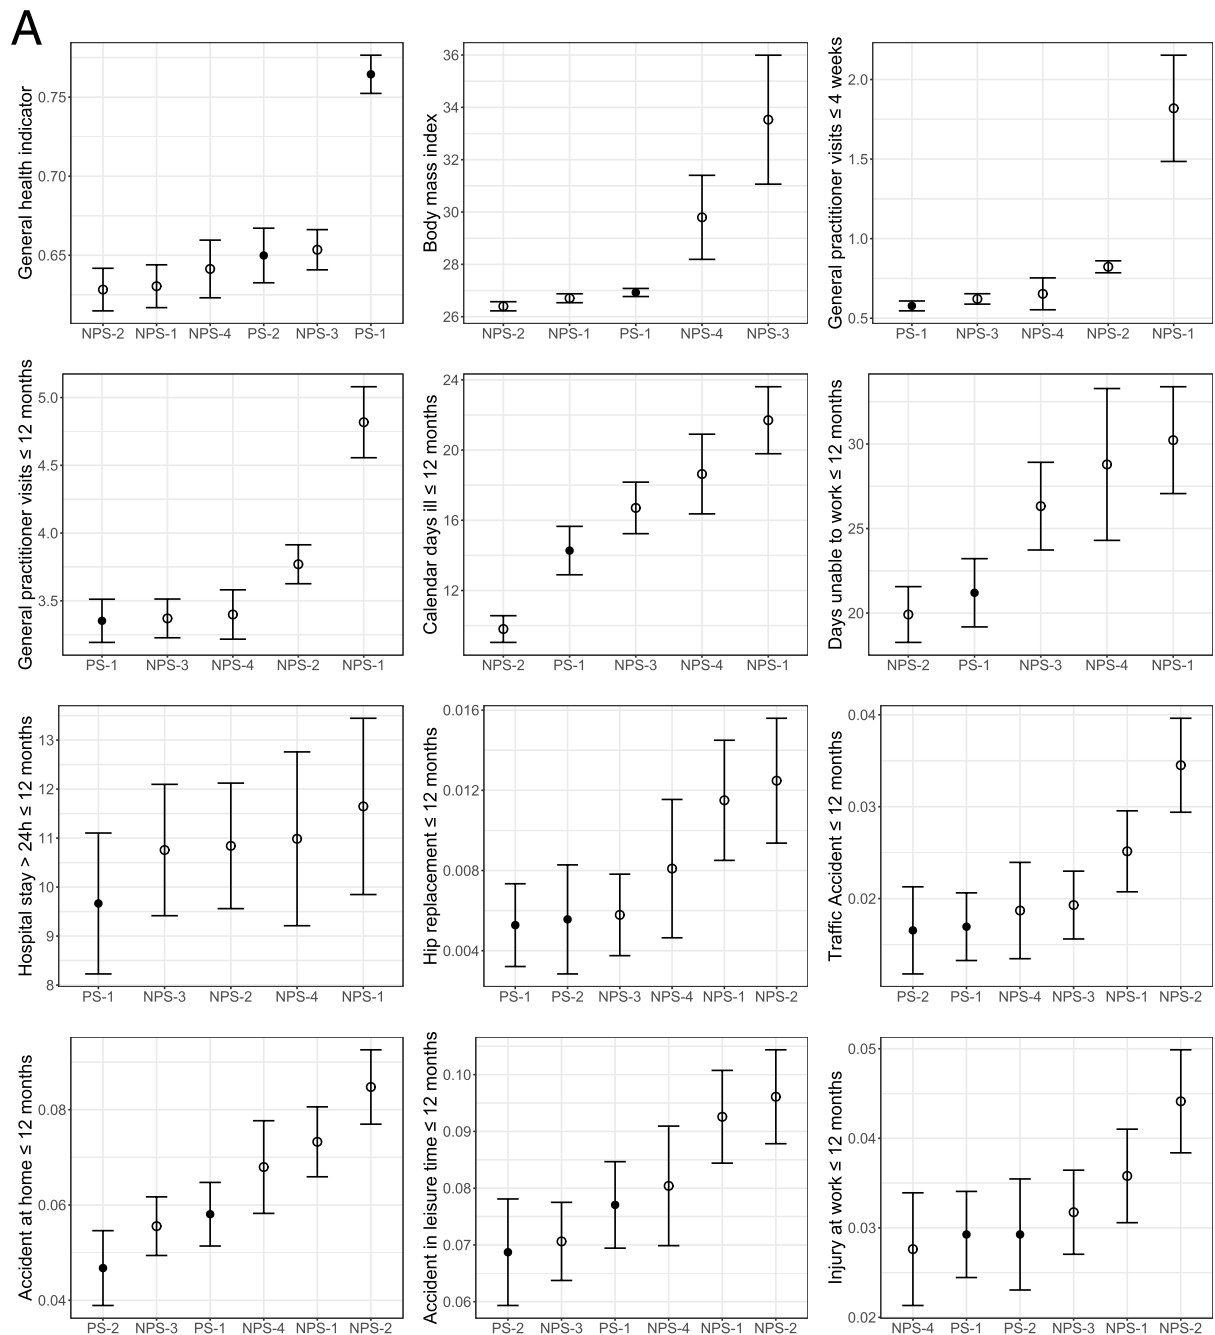 A
General health indicator
0.75
0.70
0.65
NPS-2 NPS-1 NPS-4 PS-2 NPS-3 PS-1
Body mass index
36
34
32
30
28
26
NPS-2 NPS-1 PS-1 NPS-4 NPS-3
General practitioner visits ≤ 4 weeks
2.0
1.5
1.0
0.5
PS-1 NPS-3 NPS-4 NPS-2 NPS-1
General practitioner visits ≤ 12 months
5.0
4.5
4.0
3.5
PS-1 NPS-3 NPS-4 NPS-2 NPS-1
Calendar days ill ≤ 12 months
24
20
16
12
NPS-2 PS-1 NPS-3 NPS-4 NPS-1
Days unable to work ≤ 12 months
30
25
20
NPS-2 PS-1 NPS-3 NPS-4 NPS-1
Hospital stay > 24h ≤ 12 months
13
12
11
10
9
8
PS-1 NPS-3 NPS-2 NPS-4 NPS-1
Hip replacement ≤ 12 months
0.016
0.012
0.008
0.004
PS-1 PS-2 NPS-3 NPS-4 NPS-1 NPS-2
Traffic Accident ≤ 12 months
0.04
0.03
0.02
PS-2 PS-1 NPS-4 NPS-3 NPS-1 NPS-2
Accident at home ≤ 12 months
0.08
0.06
0.04
PS-2 NPS-3 PS-1 NPS-4 NPS-1 NPS-2
Accident in leisure time ≤ 12 months
0.10
0.09
0.08
0.07
0.06
PS-2 NPS-3 PS-1 NPS-4 NPS-1 NPS-2
Injury at work ≤ 12 months
0.05
0.04
0.03
0.02
NPS-4 PS-1 PS-2 NPS-3 NPS-1 NPS-2